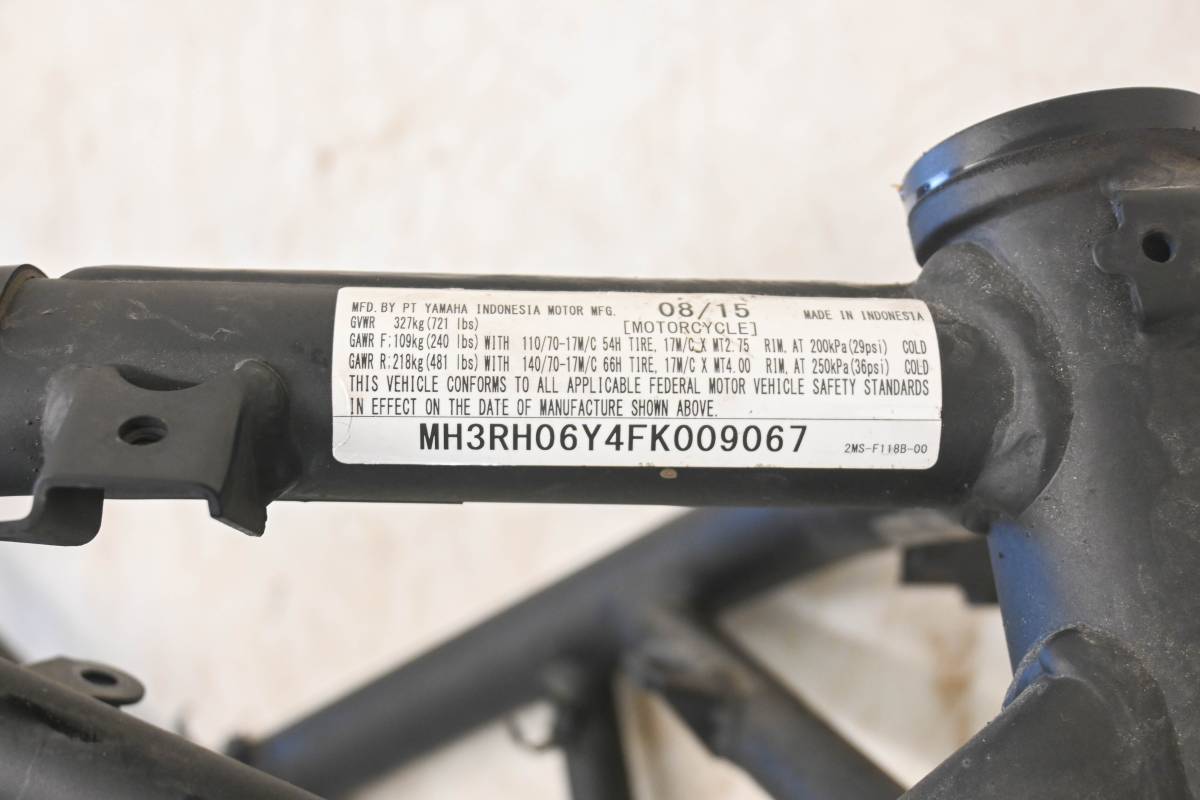 MFD. BY PT YAMAHA INDONESIA MOTOR MFG. 08/15 MADE IN INDONESIA
GVWR 327kg(721 lbs) [MOTORCYCLE]
GAWR F:109kg(240 lbs) WITH 110/70-17M/C 54H TIRE, 17M/C X MT2.75 RIM, AT 200kPa(29psi) COLD
GAWR R:218kg(481 lbs) WITH 140/70-17M/C 66H TIRE, 17M/C X MT4.00 RIM, AT 250kPa(36psi) COLD
THIS VEHICLE CONFORMS TO ALL APPLICABLE FEDERAL MOTOR VEHICLE SAFETY STANDARDS
IN EFFECT ON THE DATE OF MANUFACTURE SHOWN ABOVE.
MH3RH06Y4FK009067 2MS-F118B-00